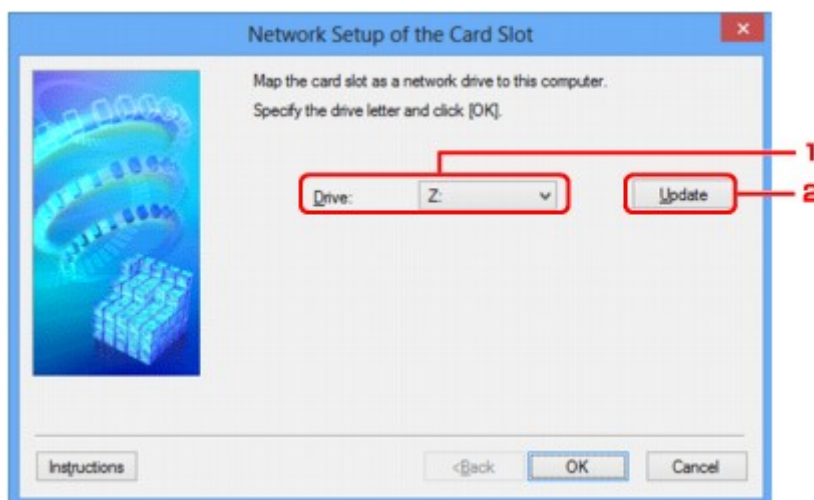 Network Setup of the Card Slot
Map the card slot as a network drive to this computer.
Specify the drive letter and click [OK].
1
Drive: Z: Update 2
Instructions <Back OK Cancel